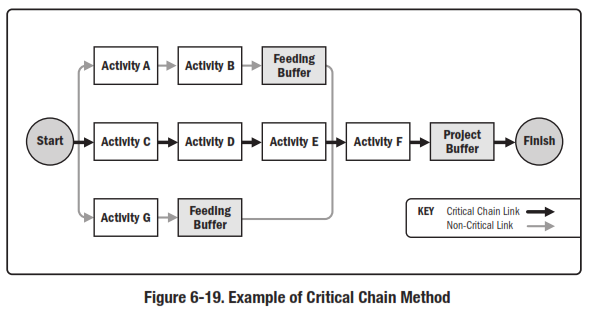 Activity A
Activity B
Feeding
Buffer
Start
Activity C
Activity D
Activity E
Activity F
Project
Buffer
Finish
Activity G
Feeding
Buffer
KEY Critical Chain Link
Non-Critical Link
Figure 6-19. Example of Critical Chain Method